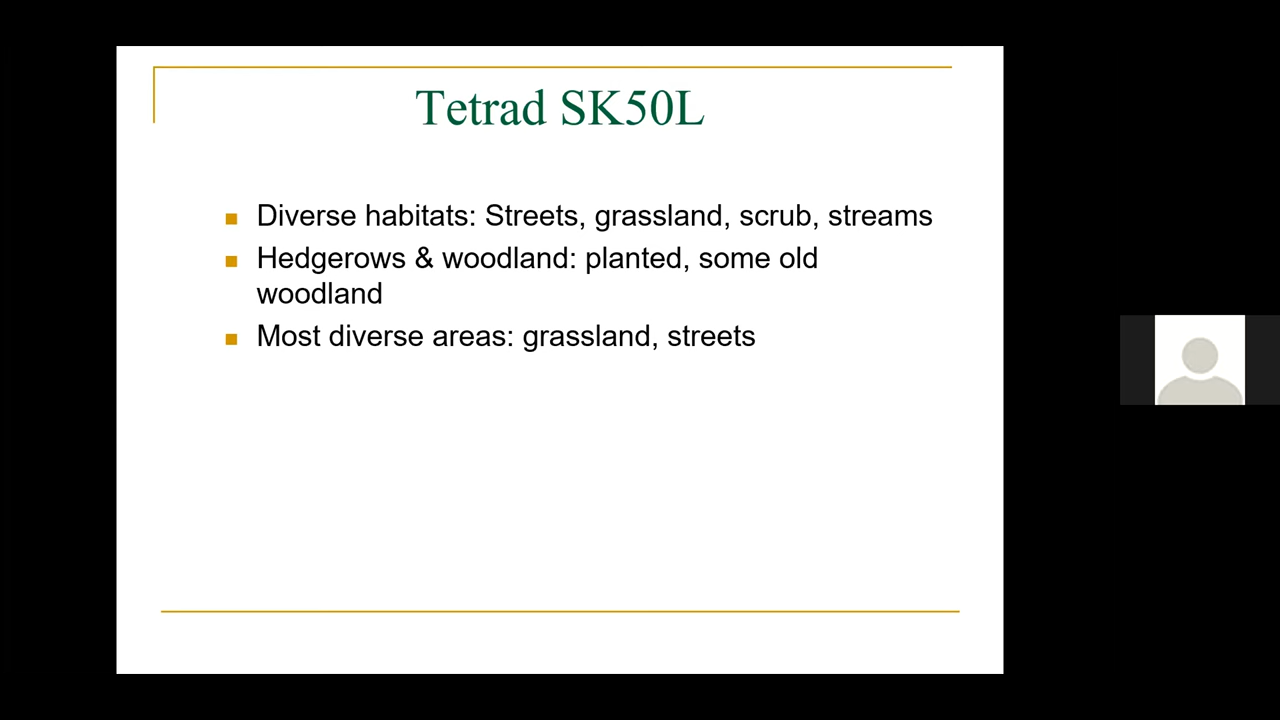 Tetrad SK50L
Diverse habitats: Streets, grassland, scrub, streams
Hedgerows & woodland: planted, some old
woodland
Most diverse areas: grassland, streets